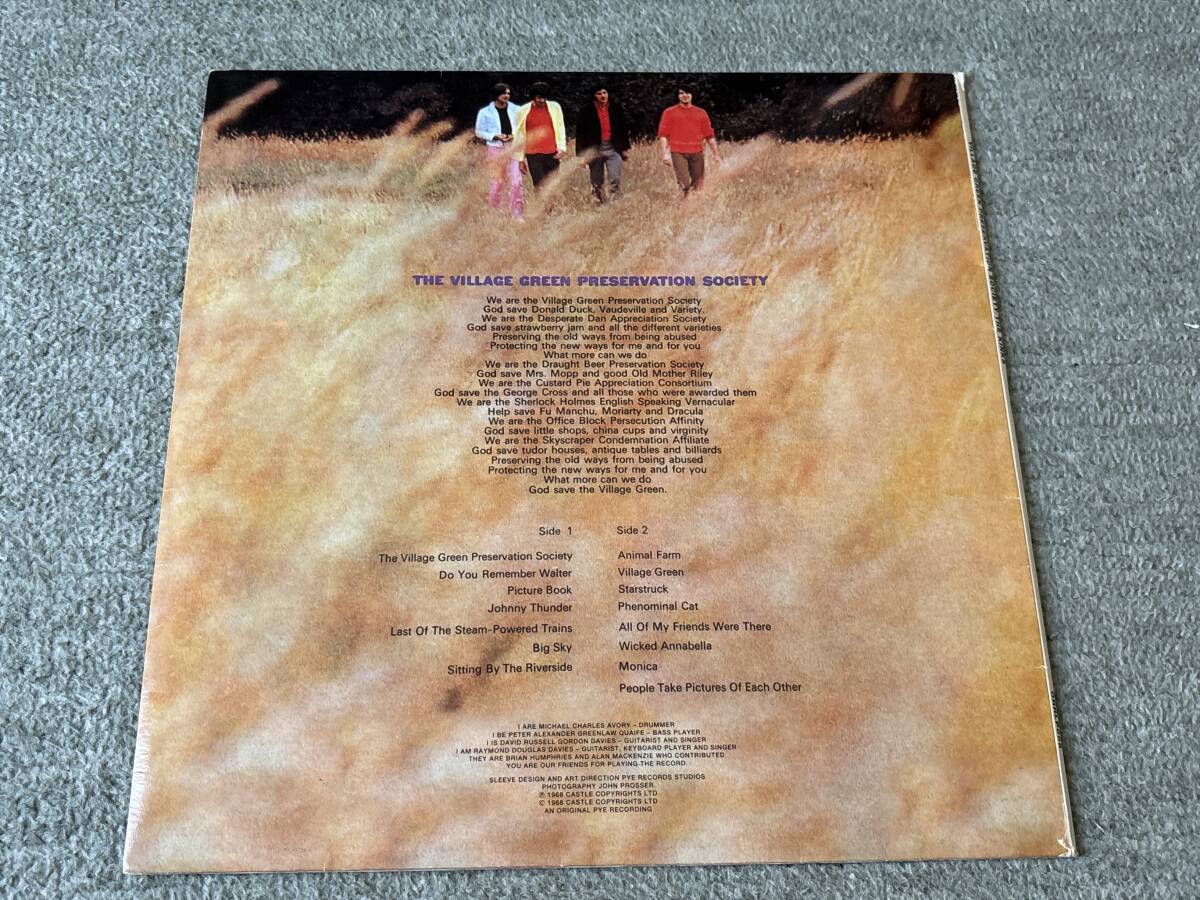 THE VILLAGE GREEN PRESERVATION SOCIETY
We are the Village Green Preservation Society
God save Donald Duck, Vaudeville and Variety.
We are the Desperate Dan Appreciation Society
God save strawberry jam and all the different varieties
Preserving the old ways from being abused
Protecting the new ways for me and for you
What more can we do
We are the Draught Beer Preservation Society
God save Mrs. Mopp and good Old Mother Riley
We are the Custard Pie Appreciation Consortium
God save the George Cross and all those who were awarded them
We are the Sherlock Holmes English Speaking Vernacular
Help save Fu Manchu, Moriarty and Dracula
We are the Office Block Persecution Affinity
God save little shops, china cups and virginity
We are the Skyscraper Condemnation Affiliate
God save tudor houses, antique tables and billiards
Preserving the old ways from being abused
Protecting the new ways for me and for you
What more can we do
God save the Village Green.
Side 1
The Village Green Preservation Society
Do You Remember Walter
Picture Book
Johnny Thunder
Last Of The Steam-Powered Trains
Big Sky
Sitting By The Riverside
Side 2
Animal Farm
Village Green
Starstruck
Phenominal Cat
All Of My Friends Were There
Wicked Annabella
Monica
People Take Pictures Of Each Other
I ARE MICHAEL CHARLES AVORY – DRUMMER
I BE PETER ALEXANDER GREENLAW QUAIFE – BASS PLAYER
I IS DAVID RUSSELL GORDON DAVIES – GUITARIST AND SINGER
I AM RAYMOND DOUGLAS DAVIES – GUITARIST, KEYBOARD PLAYER AND SINGER
THEY ARE BRIAN HUMPHRIES AND ALAN MACKENZIE WHO CONTRIBUTED
YOU ARE OUR FRIENDS FOR PLAYING THE RECORD.
SLEEVE DESIGN AND ART DIRECTION PYE RECORDS STUDIOS
PHOTOGRAPHY JOHN PROSSER.
℗ 1968 CASTLE COPYRIGHTS LTD
© 1968 CASTLE COPYRIGHTS LTD
AN ORIGINAL PYE RECORDING